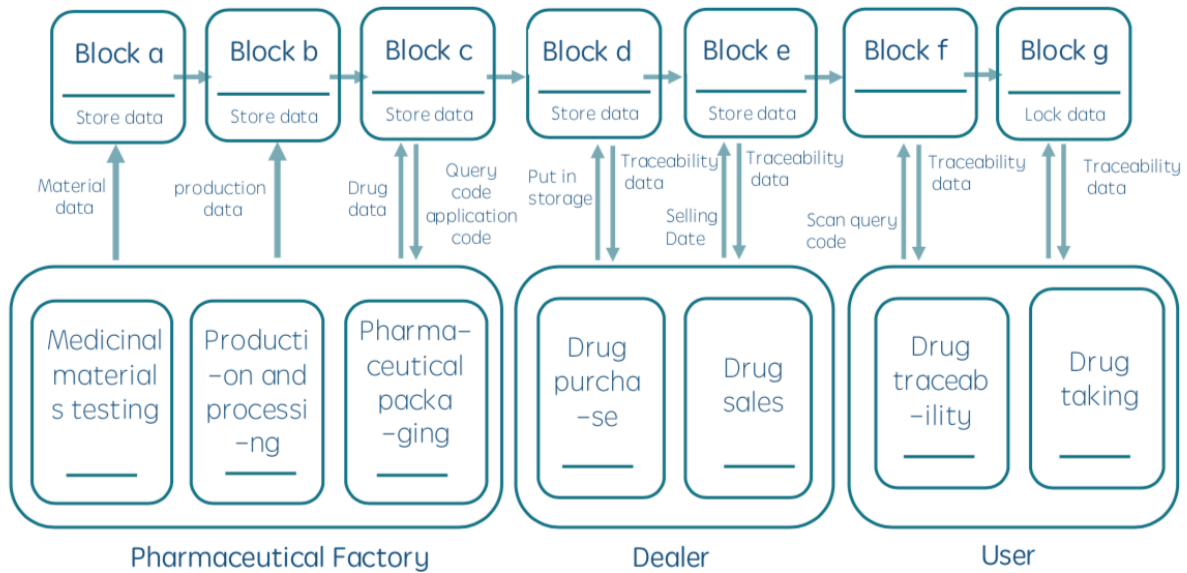 Block a
Block b
Block c
Block d
Block e
Block f
Block g
Store data
Store data
Store data
Store data
Store data
Lock data
Material
data
production
data
Drug
data
Query
code
application
code
Put in
storage
Traceability
data
Selling
Date
Traceability
data
Scan query
code
Traceability
data
Traceability
data
Medicinal
material
s testing
Producti
-on and
processi
-ng
Pharma-
ceutical
packa
-ging
Drug
purcha
-se
Drug
sales
Drug
traceab
-ility
Drug
taking
Pharmaceutical Factory
Dealer
User